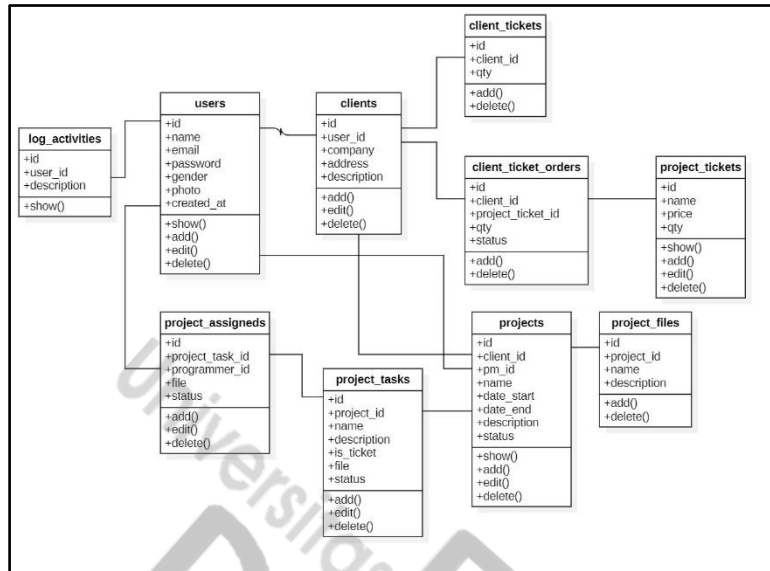 client_tickets
+id
+client_id
+qty
+add()
+delete()
users
+id
+name
+email
+password
+gender
+photo
+created_at
+show()
+add()
+edit()
+delete()
clients
+id
+user_id
+company
+address
+description
+add()
+edit()
+delete()
log_activities
+id
+user_id
+description
+show()
client_ticket_orders
+id
+client_id
+project_ticket_id
+qty
+status
+add()
+delete()
project_tickets
+id
+name
+price
+qty
+show()
+add()
+edit()
+delete()
project_assigneds
+id
+project_task_id
+programmer_id
+file
+status
+add()
+edit()
+delete()
project_tasks
+id
+project_id
+name
+description
+is_ticket
+file
+status
+add()
+edit()
+delete()
projects
+id
+client_id
+pm_id
+name
+date_start
+date_end
+description
+status
+show()
+add()
+edit()
+delete()
project_files
+id
+project_id
+name
+description
+add()
+delete()
Universitas